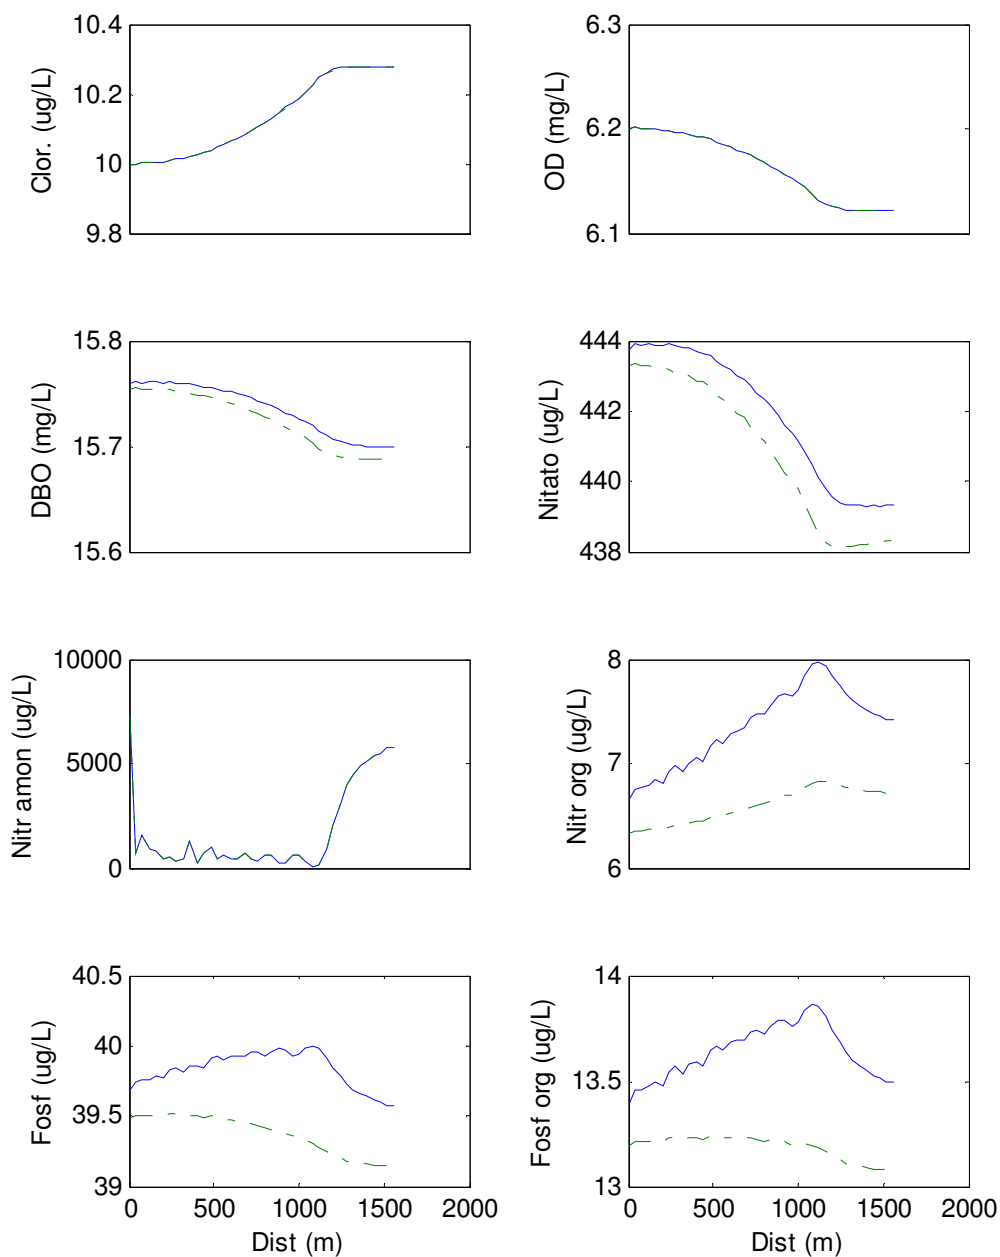 10.4
10.2
10
9.8
Clor. (ug/L)
6.3
6.2
6.1
OD (mg/L)
15.8
15.7
15.6
DBO (mg/L)
444
442
440
438
Nitato (ug/L)
10000
5000
0
Nitr amon (ug/L)
8
7
6
Nitr org (ug/L)
40.5
40
39.5
39
Fosf (ug/L)
0 500 1000 1500 2000
Dist (m)
14
13.5
13
Fosf org (ug/L)
0 500 1000 1500 2000
Dist (m)